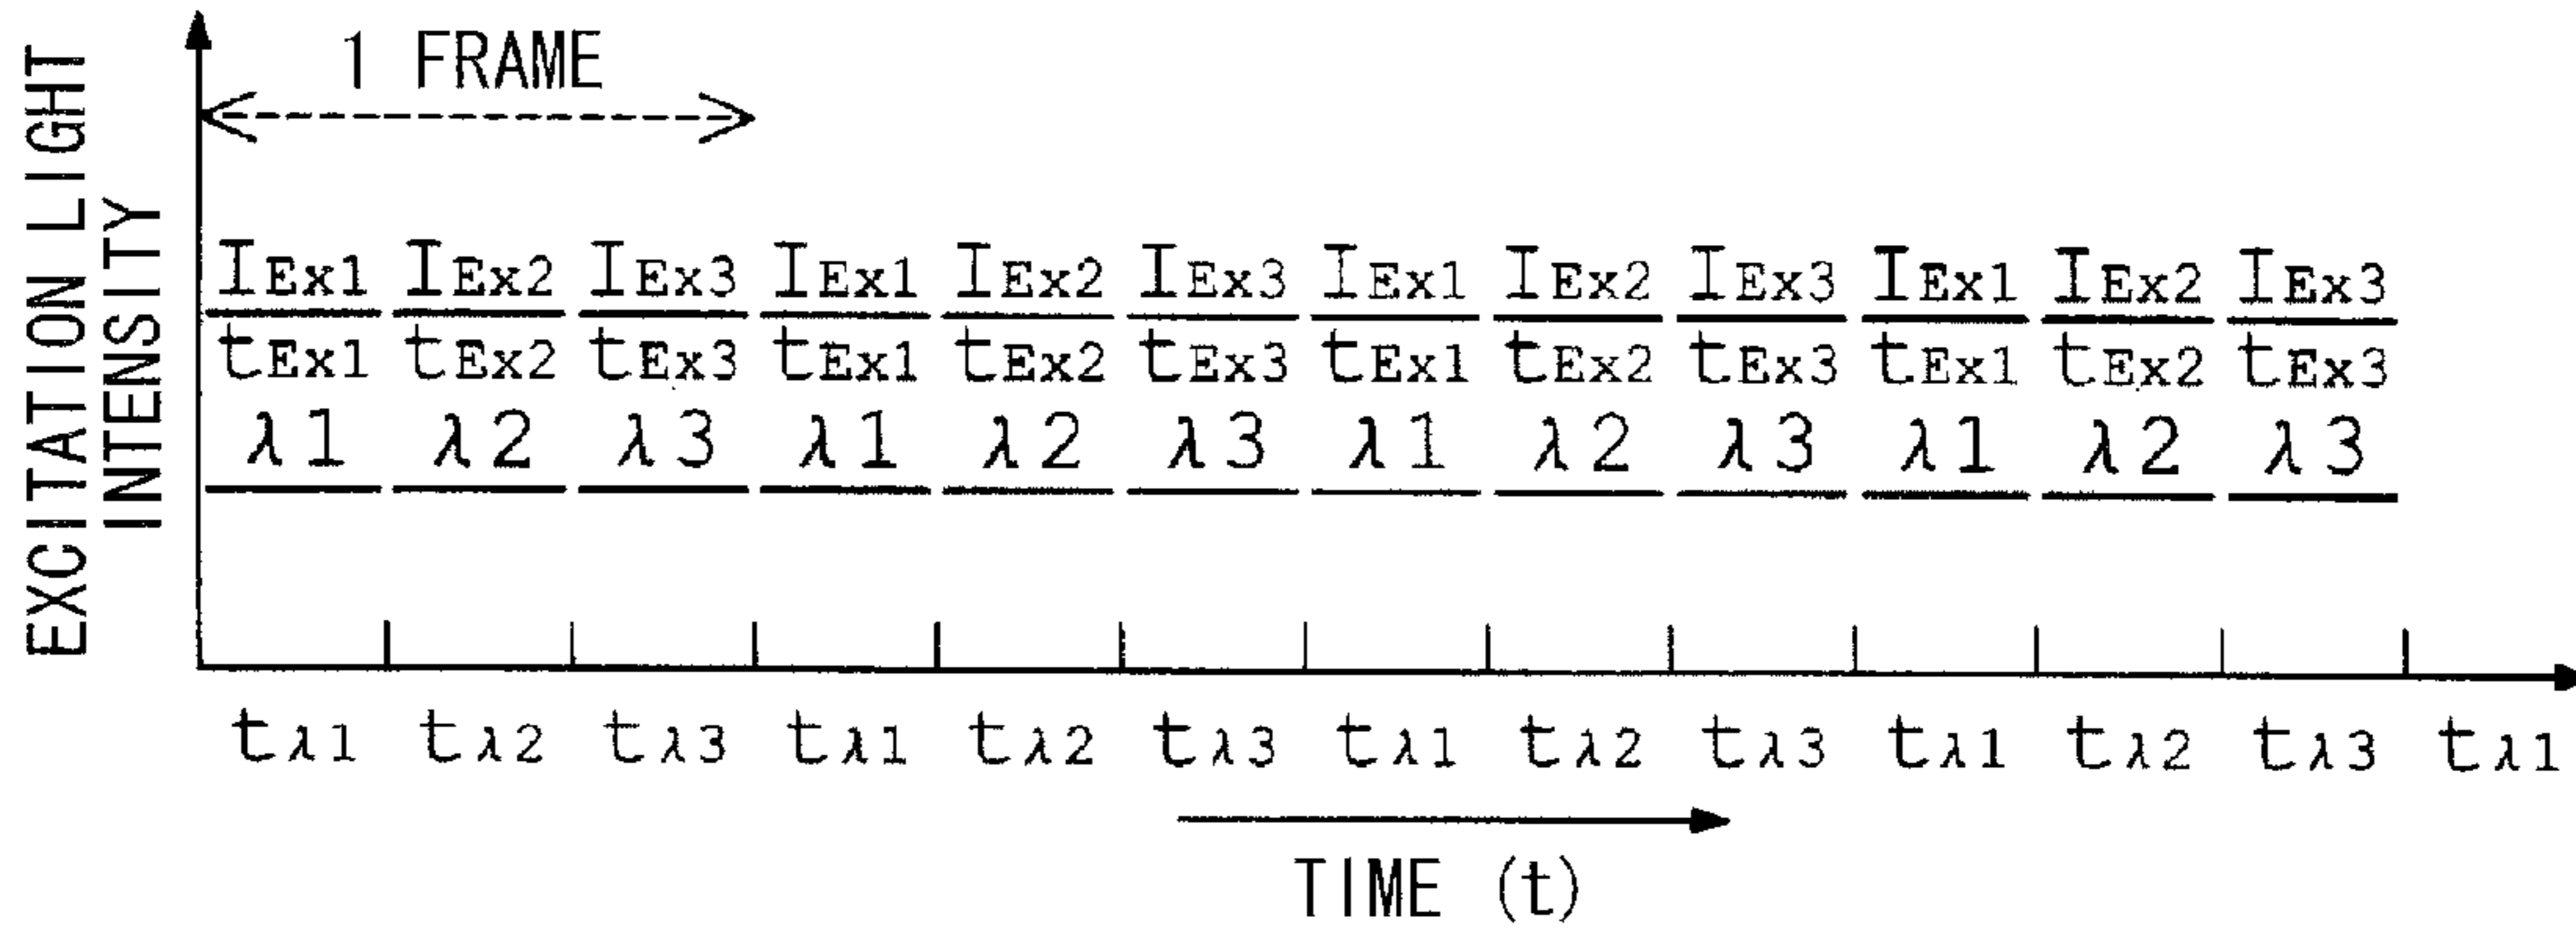 EXCITATION LIGHT
INTENSITY
1 FRAME
IEx1 IEx2 IEx3 IEx1 IEx2 IEx3 IEx1 IEx2 IEx3 IEx1 IEx2 IEx3
tEx1 tEx2 tEx3 tEx1 tEx2 tEx3 tEx1 tEx2 tEx3 tEx1 tEx2 tEx3
λ1 λ2 λ3 λ1 λ2 λ3 λ1 λ2 λ3 λ1 λ2 λ3
tλ1 tλ2 tλ3 tλ1 tλ2 tλ3 tλ1 tλ2 tλ3 tλ1 tλ2 tλ3 tλ1
TIME (t)